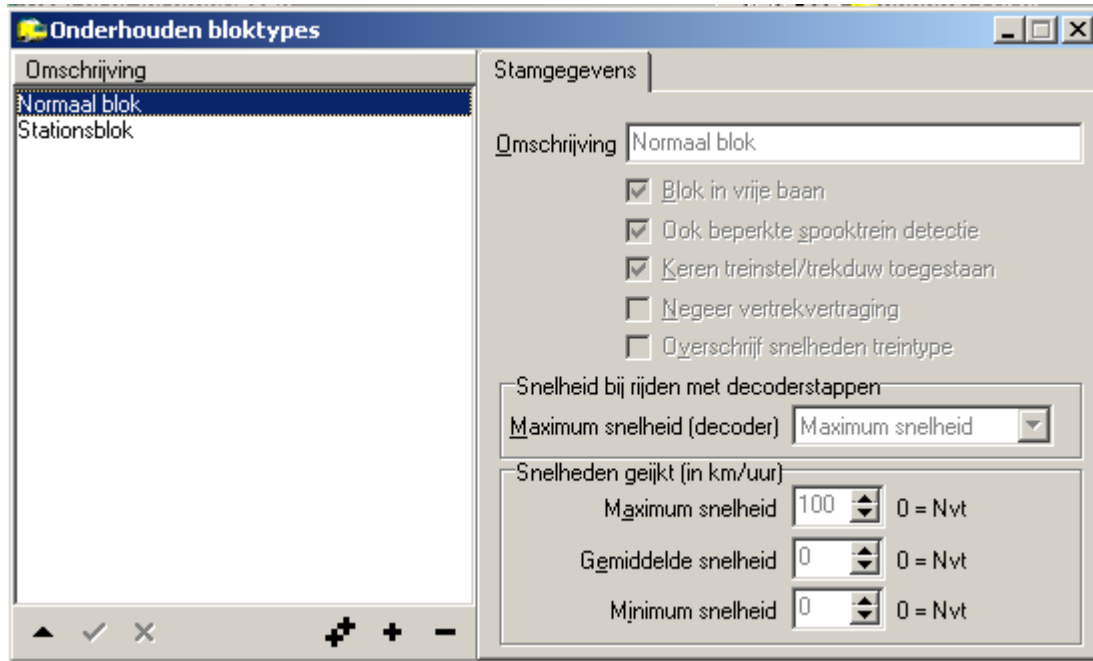 Onderhouden bloktypes
Omschrijving
Normaal blok
Stationsblok
Stamgegevens
Omschrijving Normaal blok
Blok in vrije baan
Ook beperkte spooktrein detectie
Keren treinstel/trekduw toegestaan
Negeer vertrekvertraging
Overschrijf snelheden treintype
Snelheid bij rijden met decoderstappen
Maximum snelheid (decoder) Maximum snelheid
Snelheden geijkt (in km/uur)
Maximum snelheid 100 0 = Nvt
Gemiddelde snelheid 0 0 = Nvt
Minimum snelheid 0 0 = Nvt